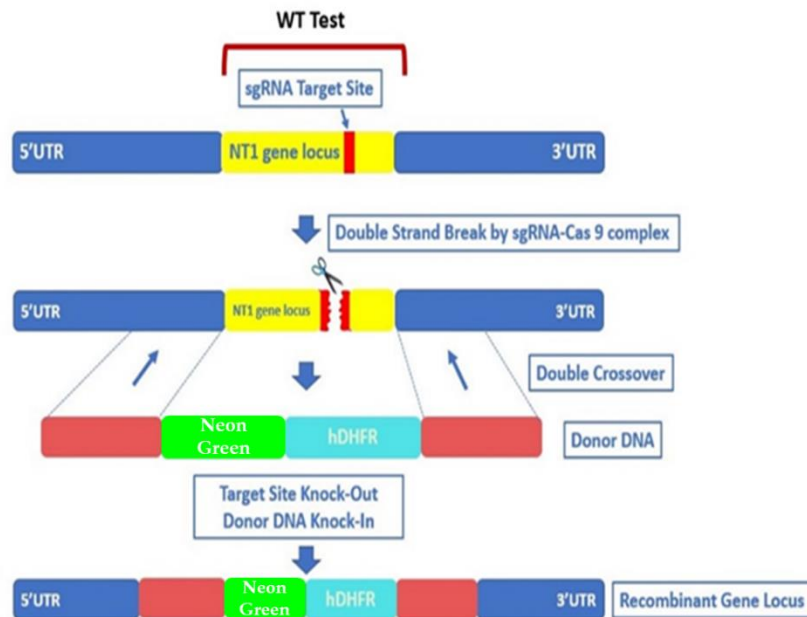 WT Test
sgRNA Target Site
5'UTR NT1 gene locus 3'UTR
Double Strand Break by sgRNA-Cas 9 complex
5'UTR NT1 gene locus 3'UTR
Double Crossover
Neon
Green
hDHFR
Donor DNA
Target Site Knock-Out
Donor DNA Knock-In
5'UTR
Neon
Green
hDHFR
3'UTR
Recombinant Gene Locus